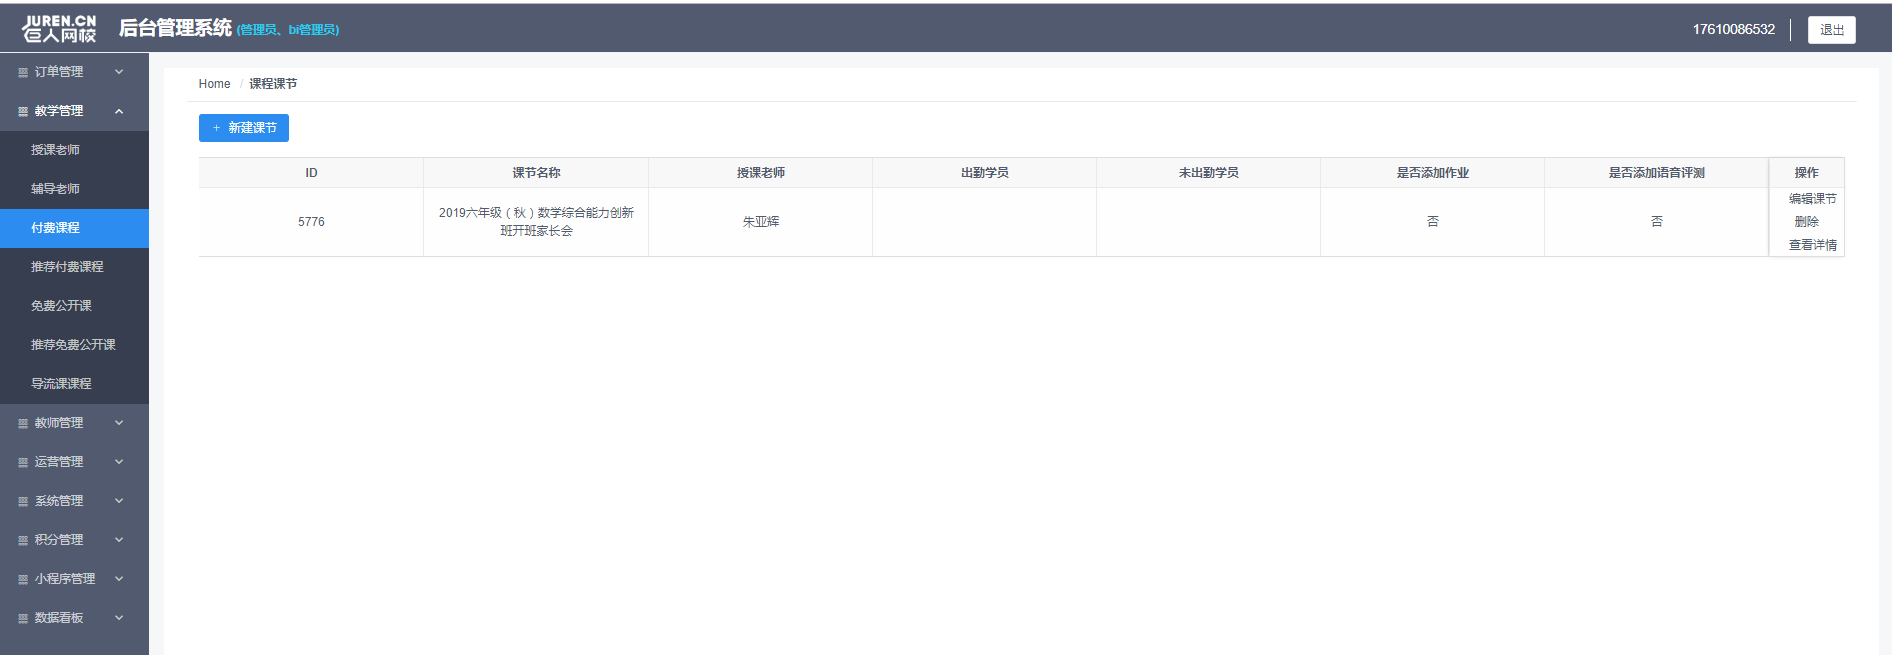 JUREN.CN
巨人网校
后台管理系统 (管理员、bi管理员)
17610086532
退出
订单管理
教学管理
授课老师
辅导老师
付费课程
推荐付费课程
免费公开课
推荐免费公开课
导流课课程
教师管理
运营管理
系统管理
积分管理
小程序管理
数据看板
Home / 课程课节
+ 新建课节
ID 课节名称 授课老师 出勤学员 未出勤学员 是否添加作业 是否添加语音评测 操作
5776
2019六年级（秋）数学综合能力创新
班开班家长会
朱亚辉
否
否
编辑课节
删除
查看详情